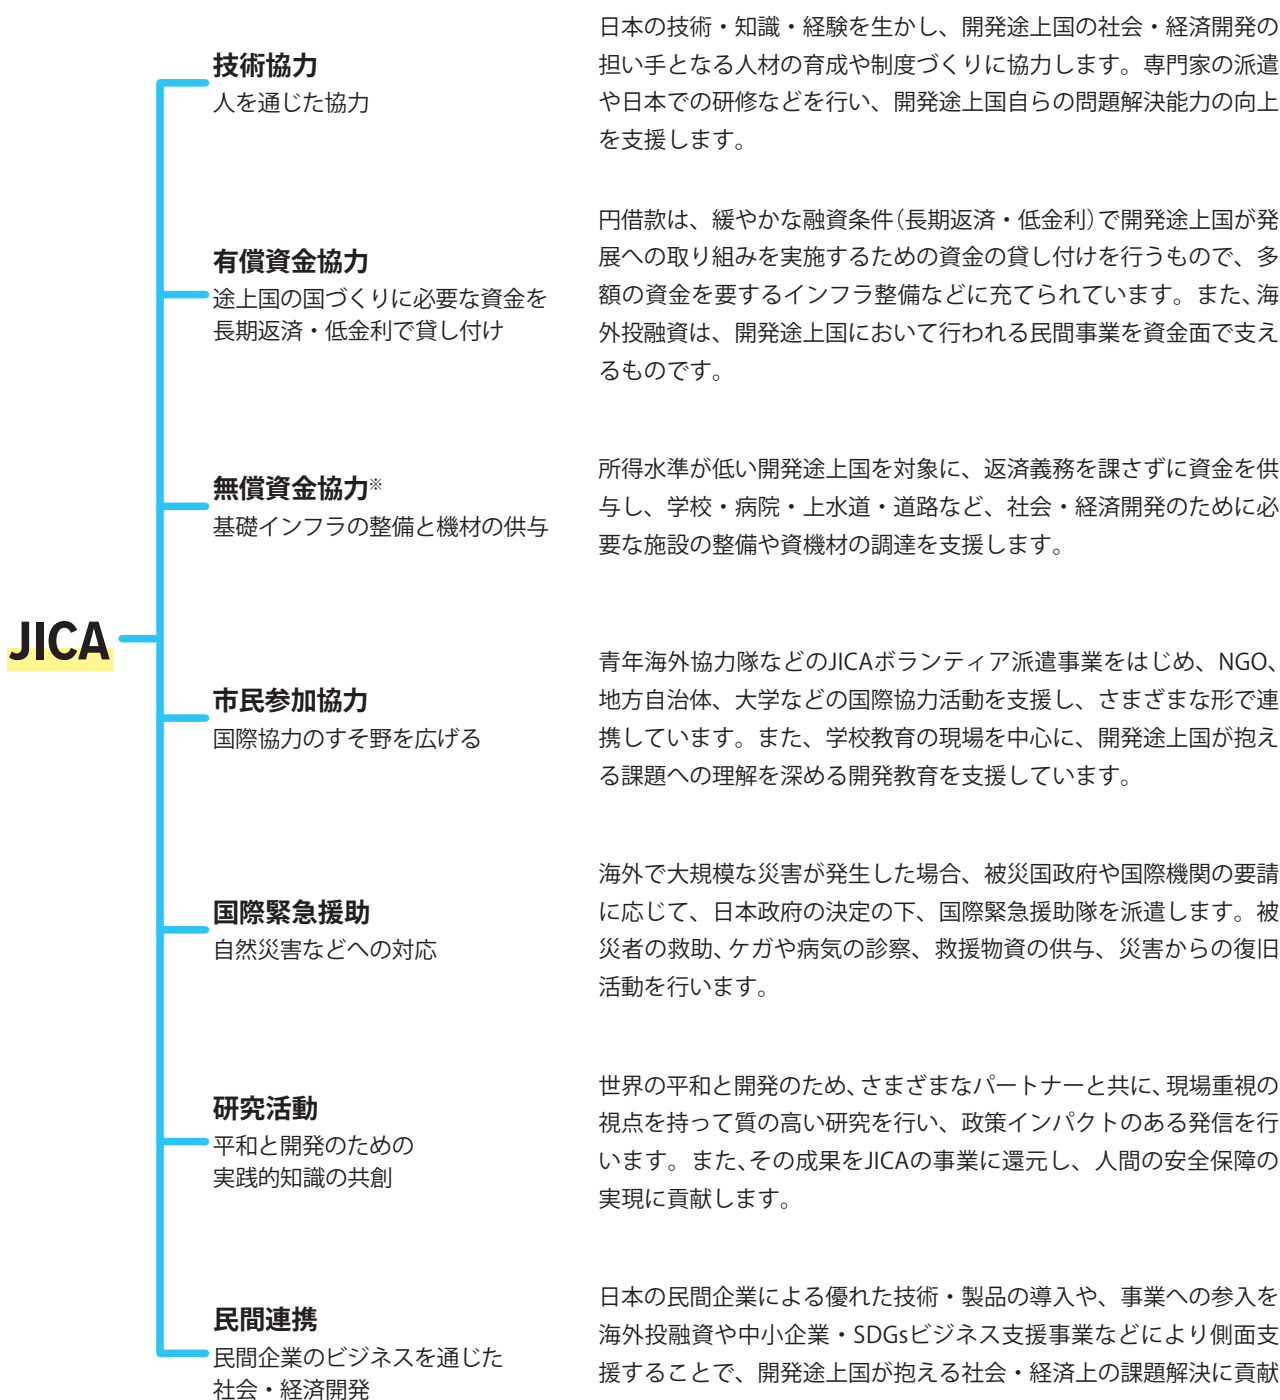 技術協力
人を通じた協力
日本の技術・知識・経験を生かし、開発途上国の社会・経済開発の
担い手となる人材の育成や制度づくりに協力します。専門家の派遣
や日本での研修などを行い、開発途上国自らの問題解決能力の向上
を支援します。
有償資金協力
途上国の国づくりに必要な資金を
長期返済・低金利で貸し付け
円借款は、緩やかな融資条件（長期返済・低金利）で開発途上国が発
展への取り組みを実施するための資金の貸し付けを行うもので、多
額の資金を要するインフラ整備などに充てられています。また、海
外投融資は、開発途上国において行われる民間事業を資金面で支え
るものです。
無償資金協力※
基礎インフラの整備と機材の供与
所得水準が低い開発途上国を対象に、返済義務を課さずに資金を供
与し、学校・病院・上水道・道路など、社会・経済開発のために必
要な施設の整備や資機材の調達を支援します。
JICA
市民参加協力
国際協力のすそ野を広げる
青年海外協力隊などのJICAボランティア派遣事業をはじめ、NGO、
地方自治体、大学などの国際協力活動を支援し、さまざまな形で連
携しています。また、学校教育の現場を中心に、開発途上国が抱え
る課題への理解を深める開発教育を支援しています。
国際緊急援助
自然災害などへの対応
海外で大規模な災害が発生した場合、被災国政府や国際機関の要請
に応じて、日本政府の決定の下、国際緊急援助隊を派遣します。被
災者の救助、ケガや病気の診察、救援物資の供与、災害からの復旧
活動を行います。
研究活動
平和と開発のための
実践的知識の共創
世界の平和と開発のため、さまざまなパートナーと共に、現場重視の
視点を持って質の高い研究を行い、政策インパクトのある発信を行
います。また、その成果をJICAの事業に還元し、人間の安全保障の
実現に貢献します。
民間連携
民間企業のビジネスを通じた
社会・経済開発
日本の民間企業による優れた技術・製品の導入や、事業への参入を
海外投融資や中小企業・SDGsビジネス支援事業などにより側面支
援することで、開発途上国が抱える社会・経済上の課題解決に貢献